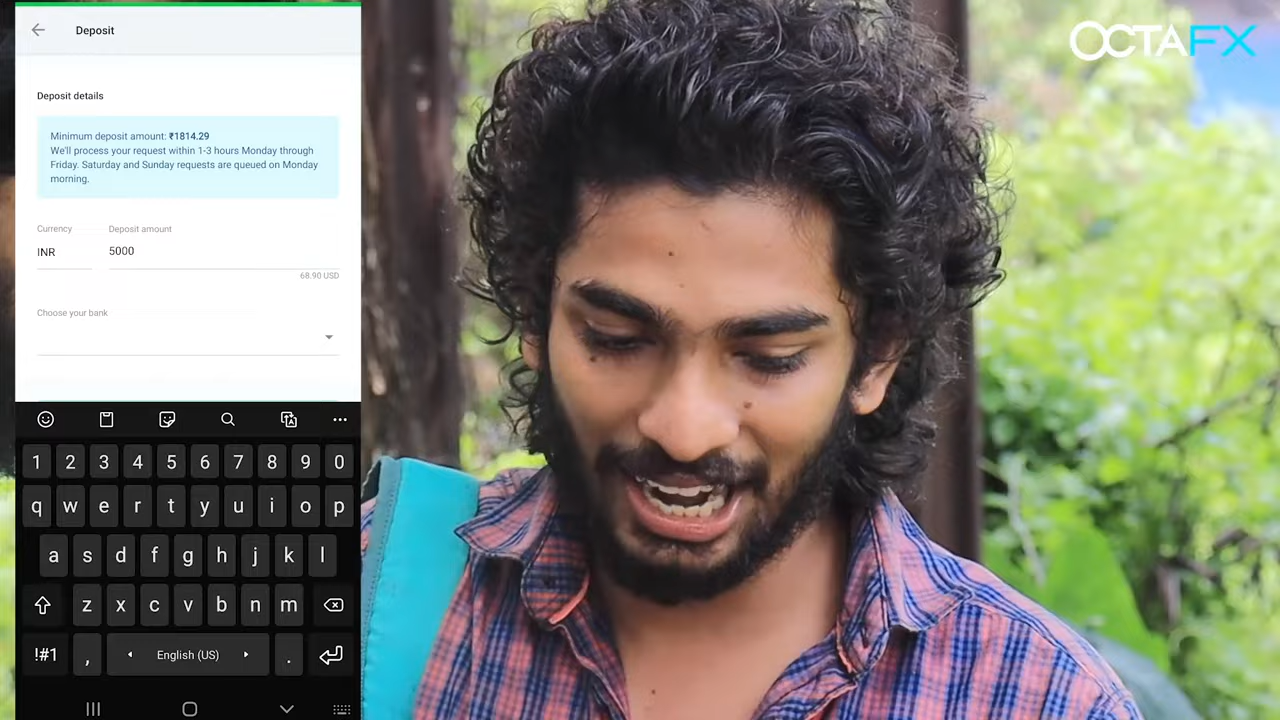 Deposit
OCTAFX
Deposit details
Minimum deposit amount: ₹1814.29
We'll process your request within 1-3 hours Monday through
Friday. Saturday and Sunday requests are queued on Monday
morning.
Currency Deposit amount
INR 5000
68.90 USD
Choose your bank
1 2 3 4 5 6 7 8 9 0
q w e r t y u i o p
a s d f g h j k l
z x c v b n m
!#1 , English (US) .